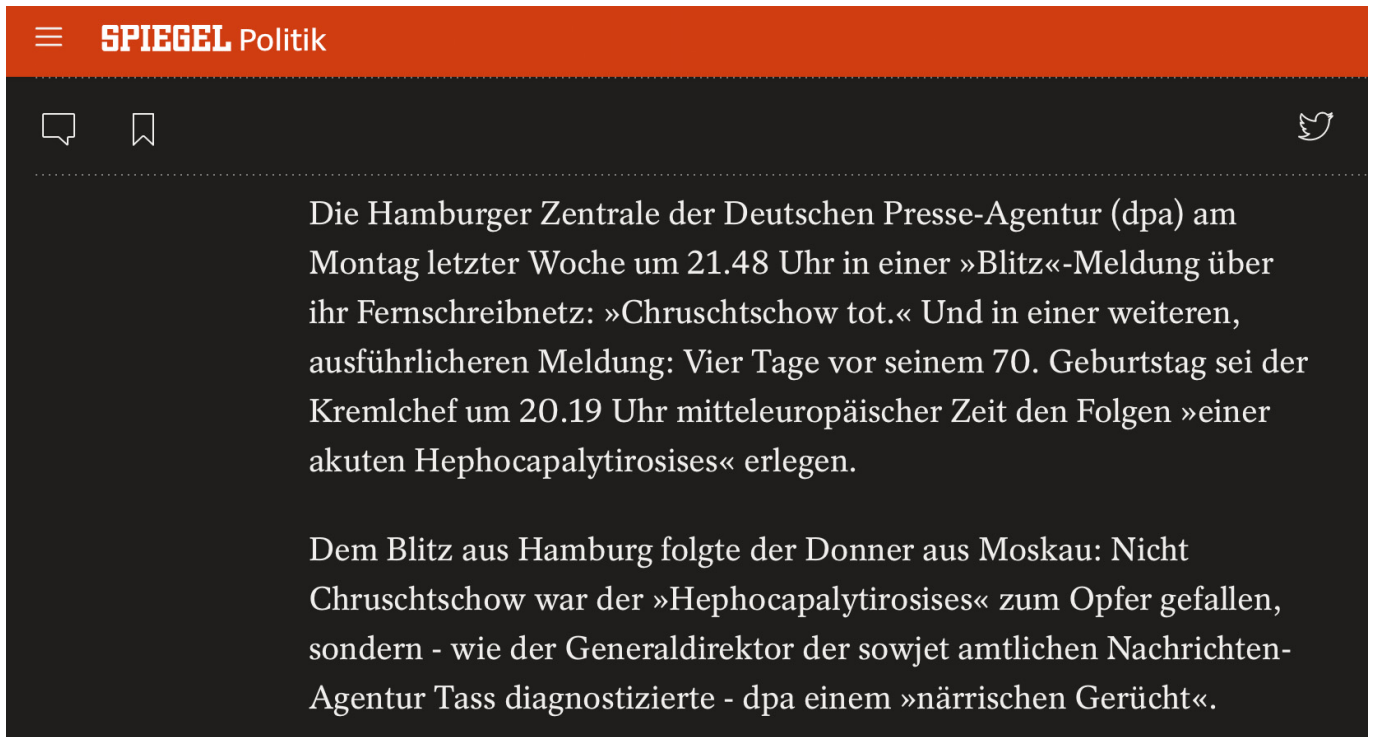 SPIEGEL Politik
Die Hamburger Zentrale der Deutschen Presse-Agentur (dpa) am
Montag letzter Woche um 21.48 Uhr in einer »Blitz«-Meldung über
ihr Fernschreibnetz: »Chruschtschow tot.« Und in einer weiteren,
ausführlicheren Meldung: Vier Tage vor seinem 70. Geburtstag sei der
Kremlchef um 20.19 Uhr mitteleuropäischer Zeit den Folgen »einer
akuten Hephocapalytirosises« erlegen.
Dem Blitz aus Hamburg folgte der Donner aus Moskau: Nicht
Chruschtschow war der »Hephocapalytirosises« zum Opfer gefallen,
sondern - wie der Generaldirektor der sowjet amtlichen Nachrichten-
Agentur Tass diagnostizierte - dpa einem »närrischen Gerücht«.